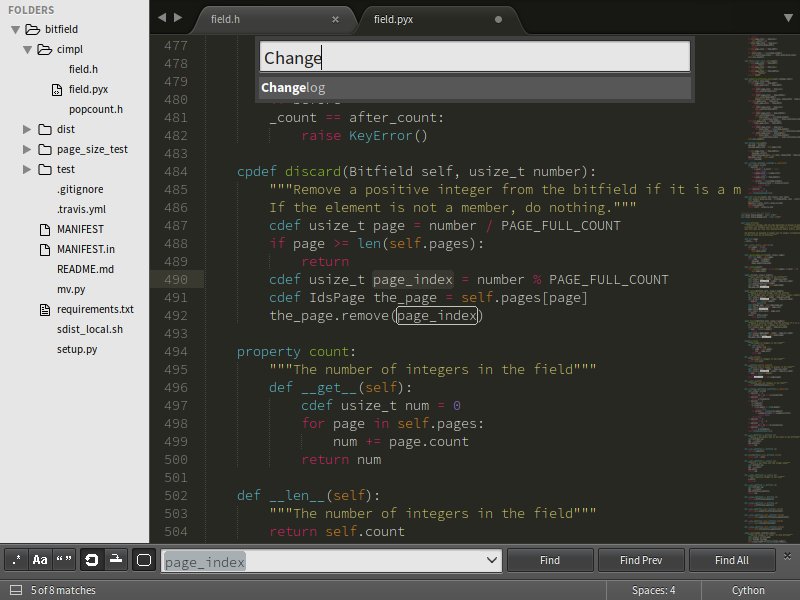 FOLDERS
bitfield
cimpl
field.h
field.pyx
popcount.h
dist
page_size_test
test
.gitignore
.travis.yml
MANIFEST
MANIFEST.in
README.md
mv.py
requirements.txt
sdist_local.sh
setup.py
field.h ×
field.pyx
Change
Changelog
477
478
479
480
481 _count == after_count:
482 raise KeyError()
483
484 cpdef discard(Bitfield self, usize_t number):
485 """Remove a positive integer from the bitfield if it is a m
486 If the element is not a member, do nothing."""
487 cdef usize_t page = number / PAGE_FULL_COUNT
488 if page >= len(self.pages):
489 return
490 cdef usize_t page_index = number % PAGE_FULL_COUNT
491 cdef IdsPage the_page = self.pages[page]
492 the_page.remove(page_index)
493
494 property count:
495 """The number of integers in the field"""
496 def __get__(self):
497 cdef usize_t num = 0
498 for page in self.pages:
499 num += page.count
500 return num
501
502 def __len__(self):
503 """The number of integers in the field"""
504 return self.count
.* Aa “ ” page_index Find Find Prev Find All ×
5 of 8 matches Spaces: 4 Cython